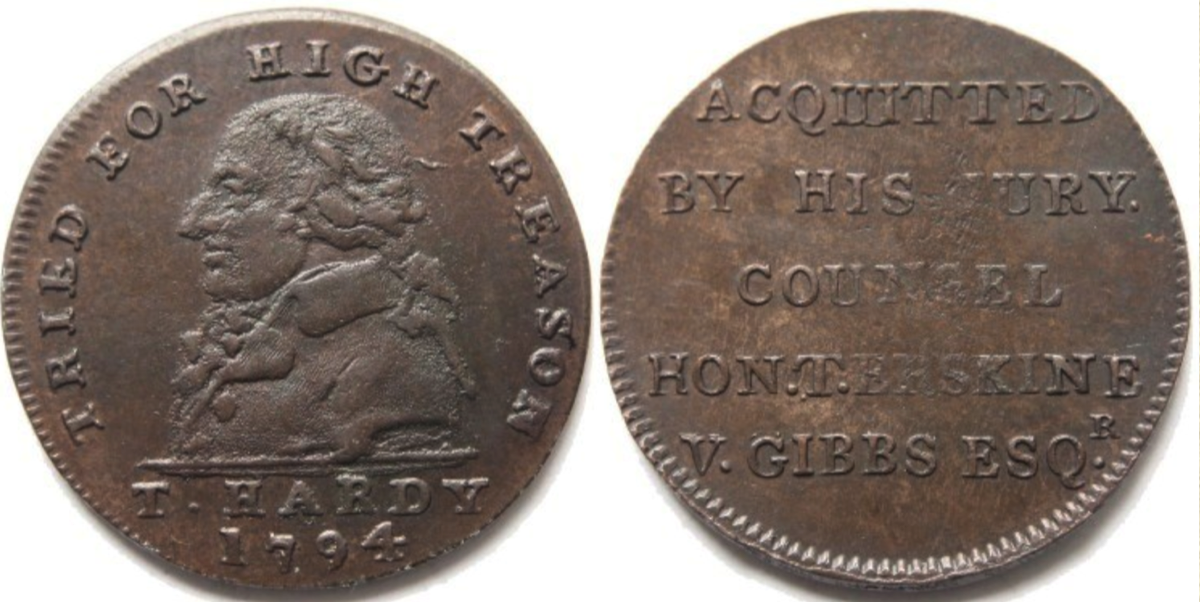 TRIED FOR HIGH TREASON
T. HARDY
1794.
ACQUITTED
BY HIS JURY.
COUNSEL
HON.T.ERSKINE
V. GIBBS ESQ.R